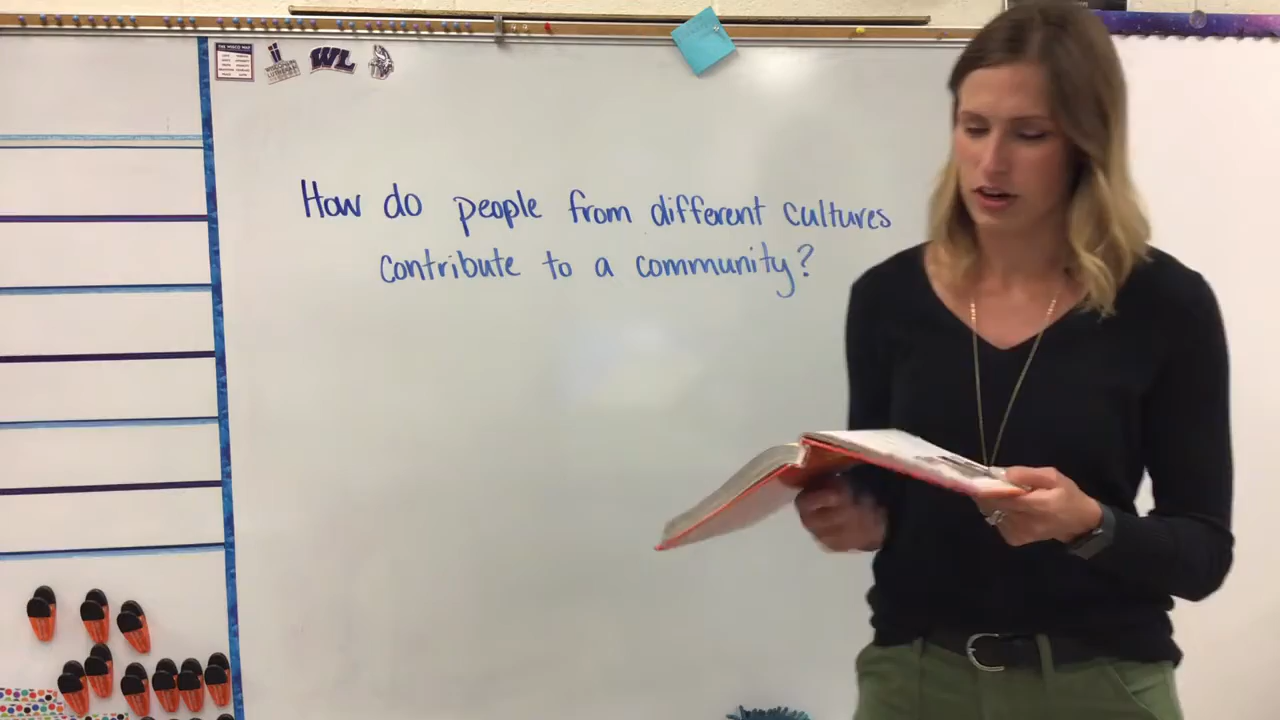 WL
How do people from different cultures
contribute to a community?